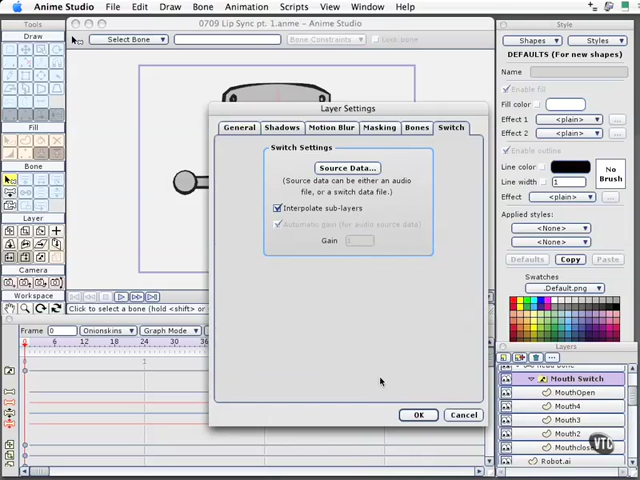 Anime Studio File Edit Draw Bone Animation Scripts View Window Help
0709 Lip Sync pt. 1.anme - Anime Studio
Tools
Draw
Fill
Bone
Layer
Camera
Workspace
Select Bone
Bone Constraints
Lock bone
Click to select a bone (hold <shift> or
Frame 0 Onionskins Graph Mode
0 6 12 18 24 30 36
Layer Settings
General Shadows Motion Blur Masking Bones Switch
Switch Settings
Source Data...
(Source data can be either an audio
file, or a switch data file.)
Interpolate sub-layers
Automatic gain (for audio source data)
Gain 1
OK Cancel
Style
Shapes Styles
DEFAULTS (For new shapes)
Name
Enable fill
Fill color
Effect 1 <plain> ...
Effect 2 <plain> ...
Enable outline
Line color
Line width 1
No
Brush
Effect <plain> ...
Applied styles:
<None>
<None>
Defaults Copy Paste
Swatches
.Default.png
Layers
Mouth Switch
MouthOpen
Mouth4
Mouth3
Mouth2
Mouthclose
Robot.ai
VTC